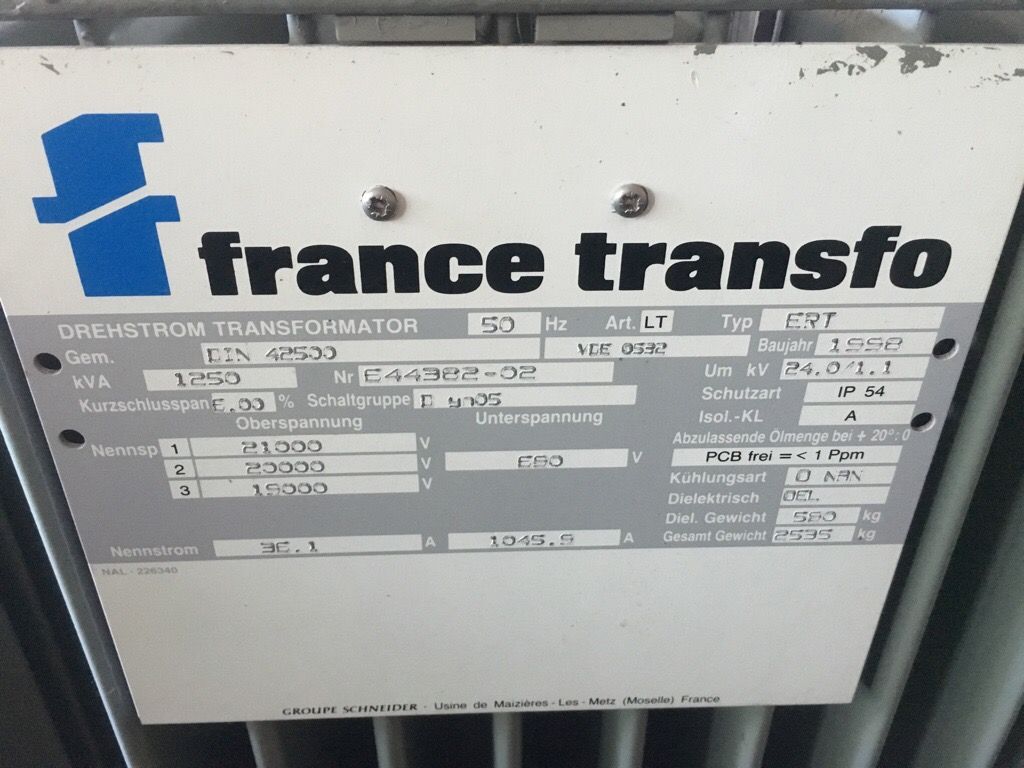 france transfo
DREHSTROM TRANSFORMATOR 50 Hz Art. LT Typ ERT
Gem. DIN 42500 VDE 0532 Baujahr 1998
kVA 1250 Nr E44382-02 Um kV 24.0/1.1
Kurzschlusspan 6.00 % Schaltgruppe D yn05 Schutzart IP 54
Oberspannung Unterspannung Isol.-KL A
Nennsp 1 21000 V Abzulassende Ölmenge bei + 20°:0
2 20000 V 690 V PCB frei =< 1 Ppm
3 19000 V Kühlungsart O NAN
Dielektrisch OEL
Diel. Gewicht 580 kg
Nennstrom 36.1 A 1045.9 A Gesamt Gewicht 2535 kg
NAL - 226340
GROUPE SCHNEIDER · Usine de Maizières - Les - Metz (Moselle) France